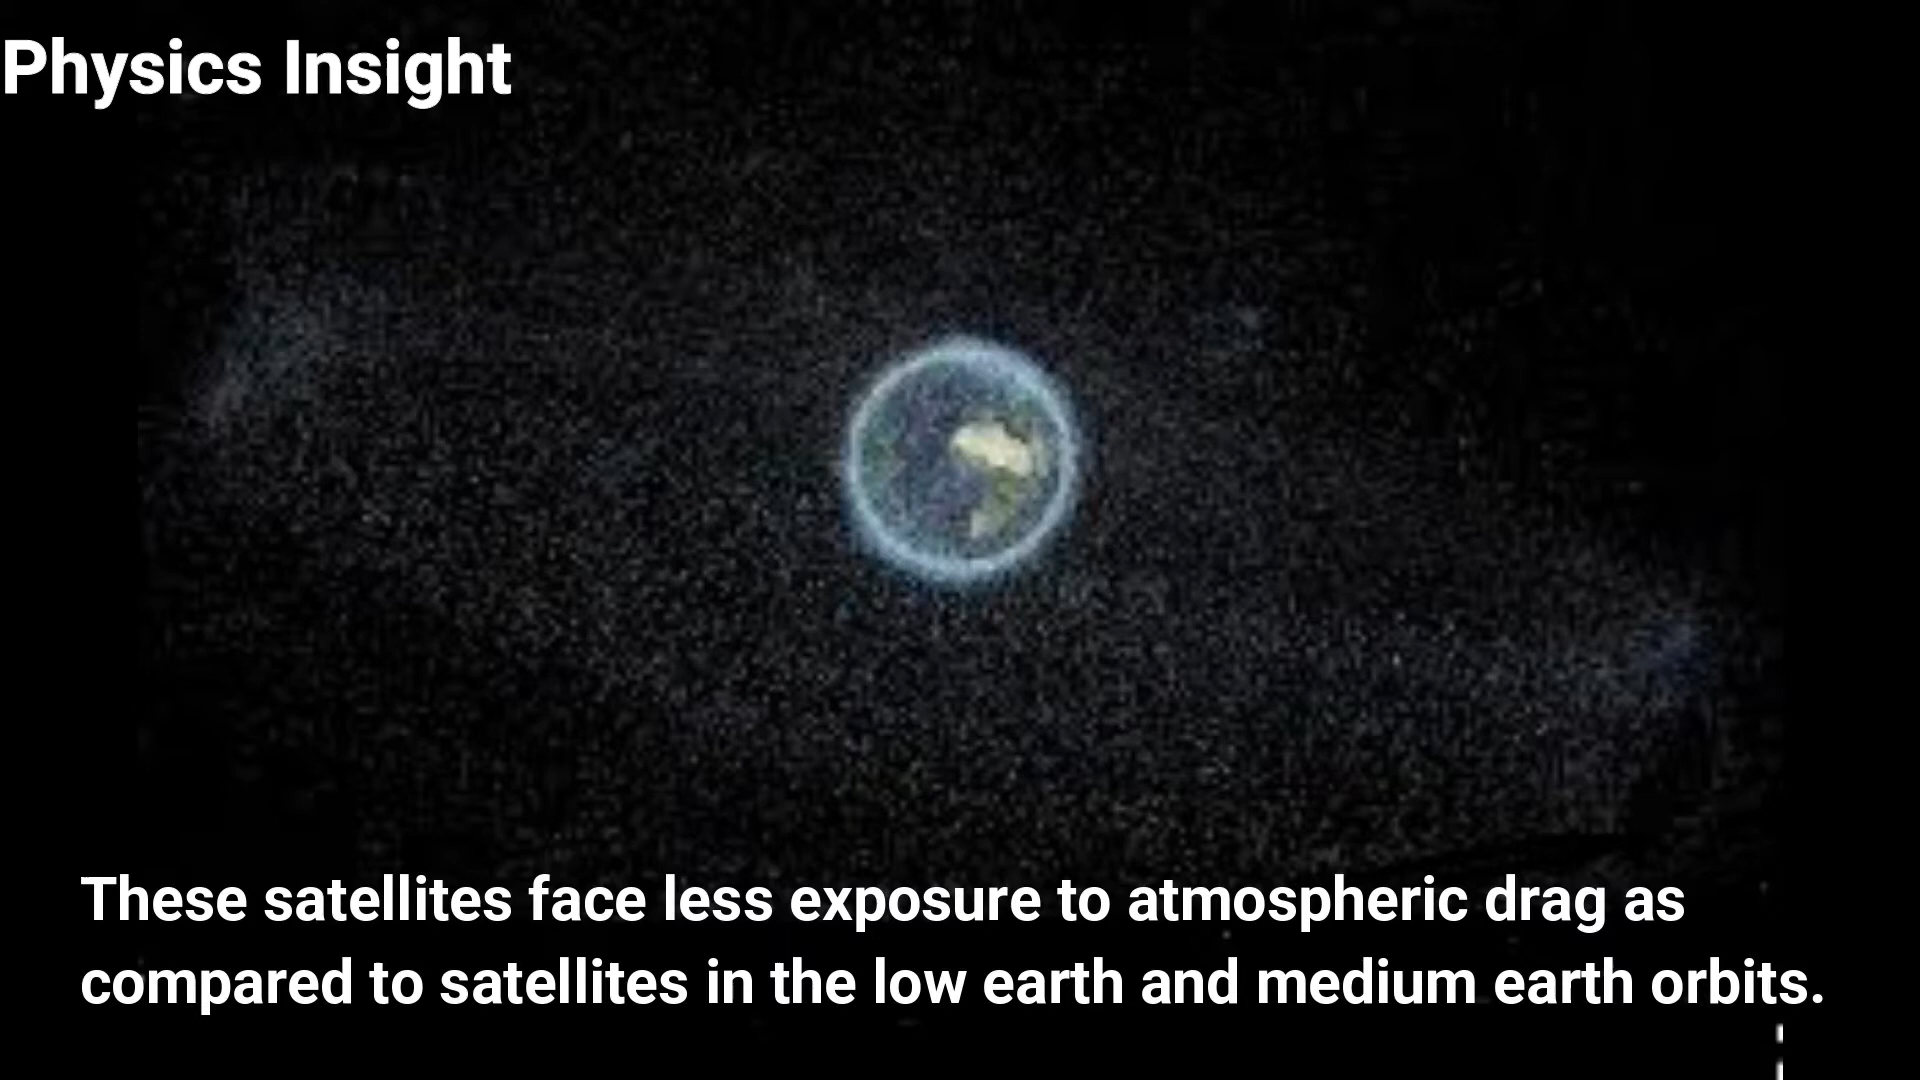 Physics Insight
These satellites face less exposure to atmospheric drag as
compared to satellites in the low earth and medium earth orbits.